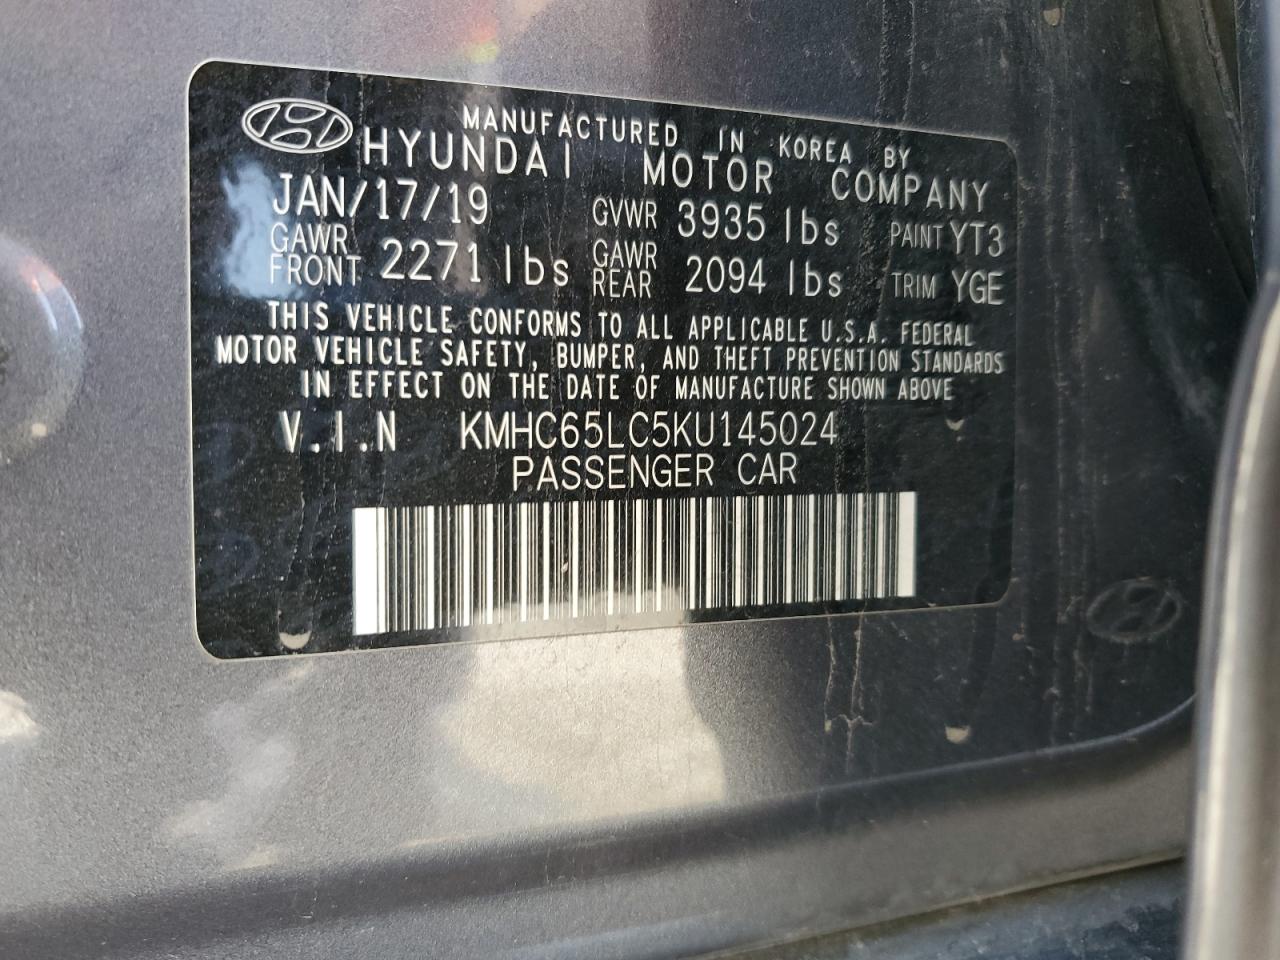 MANUFACTURED IN KOREA BY
HYUNDAI MOTOR COMPANY
JAN/17/19 GVWR 3935 lbs PAINT YT3
GAWR FRONT 2271 lbs GAWR REAR 2094 lbs TRIM YGE
THIS VEHICLE CONFORMS TO ALL APPLICABLE U.S.A. FEDERAL
MOTOR VEHICLE SAFETY, BUMPER, AND THEFT PREVENTION STANDARDS
IN EFFECT ON THE DATE OF MANUFACTURE SHOWN ABOVE
V.I.N KMHC65LC5KU145024
PASSENGER CAR